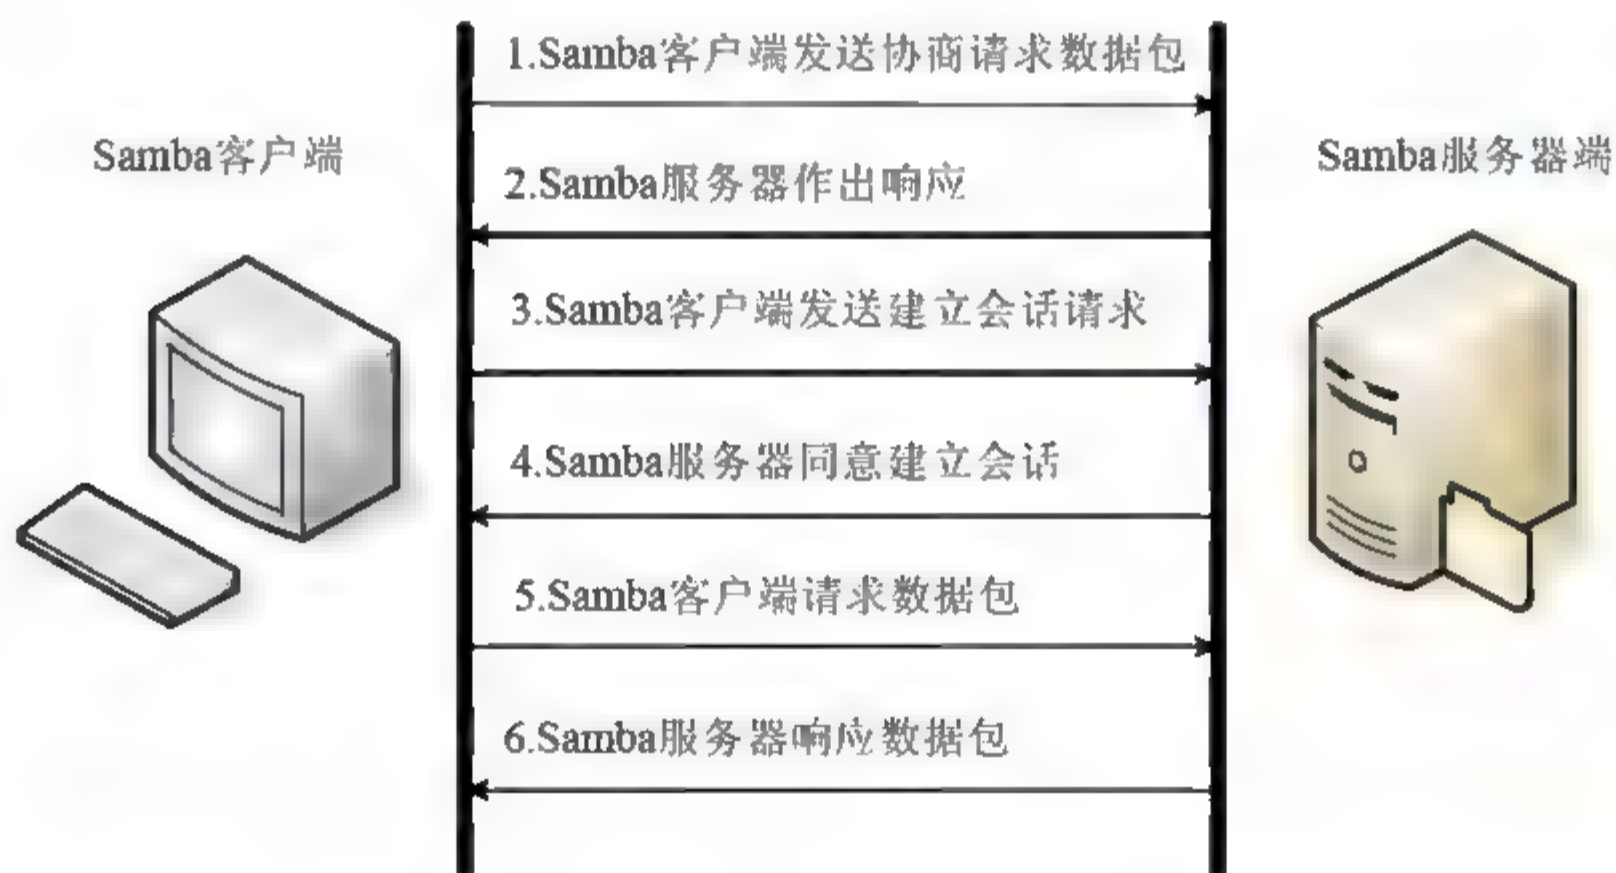 1.Samba客户端发送协商请求数据包
Samba客户端
Samba服务器端
2.Samba服务器作出响应
3.Samba客户端发送建立会话请求
4.Samba服务器同意建立会话
5.Samba客户端请求数据包
6.Samba服务器响应数据包